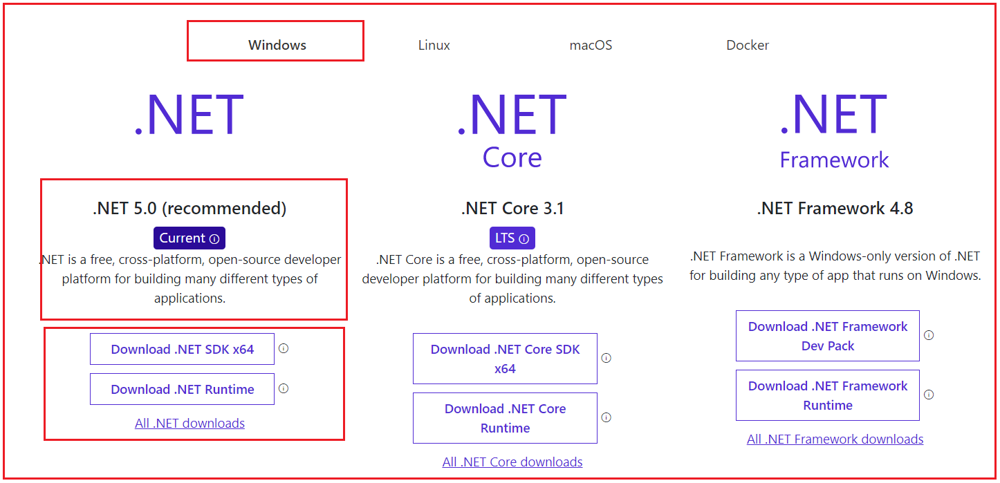 Windows
Linux
macOS
Docker
.NET
.NET 5.0 (recommended)
Current
.NET is a free, cross-platform, open-source developer
platform for building many different types of
applications.
Download .NET SDK x64
Download .NET Runtime
All .NET downloads
.NET
Core
.NET Core 3.1
LTS
.NET Core is a free, cross-platform, open-source
developer platform for building many different types
of applications.
Download .NET Core SDK
x64
Download .NET Core
Runtime
All .NET Core downloads
.NET
Framework
.NET Framework 4.8
.NET Framework is a Windows-only version of .NET
for building any type of app that runs on Windows.
Download .NET Framework
Dev Pack
Download .NET Framework
Runtime
All .NET Framework downloads